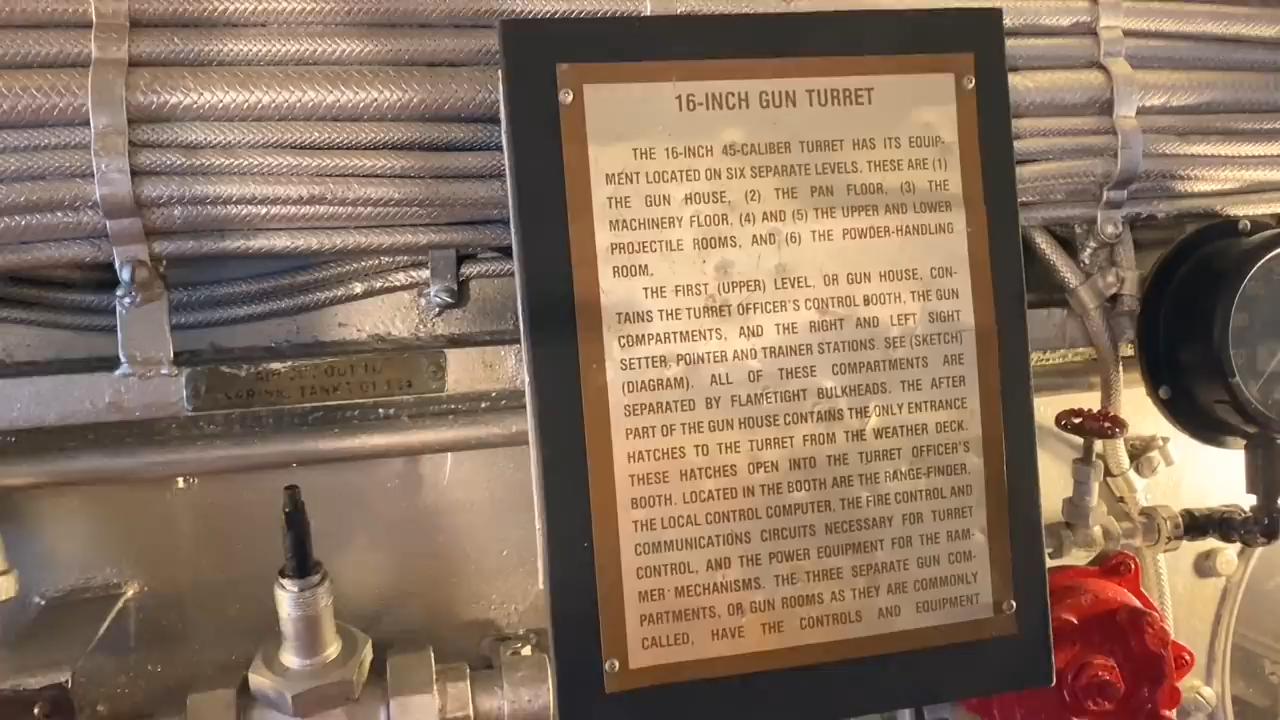 16-INCH GUN TURRET
THE 16-INCH 45-CALIBER TURRET HAS ITS EQUIP-
MENT LOCATED ON SIX SEPARATE LEVELS. THESE ARE (1)
THE GUN HOUSE, (2) THE PAN FLOOR, (3) THE
MACHINERY FLOOR, (4) AND (5) THE UPPER AND LOWER
PROJECTILE ROOMS, AND (6) THE POWDER-HANDLING
ROOM.
THE FIRST (UPPER) LEVEL, OR GUN HOUSE, CON-
TAINS THE TURRET OFFICER'S CONTROL BOOTH, THE GUN
COMPARTMENTS, AND THE RIGHT AND LEFT SIGHT
SETTER, POINTER AND TRAINER STATIONS. SEE (SKETCH)
(DIAGRAM). ALL OF THESE COMPARTMENTS ARE
SEPARATED BY FLAMETIGHT BULKHEADS. THE AFTER
PART OF THE GUN HOUSE CONTAINS THE ONLY ENTRANCE
HATCHES TO THE TURRET FROM THE WEATHER DECK.
THESE HATCHES OPEN INTO THE TURRET OFFICER'S
BOOTH. LOCATED IN THE BOOTH ARE THE RANGE-FINDER,
THE LOCAL CONTROL COMPUTER, THE FIRE CONTROL AND
COMMUNICATIONS CIRCUITS NECESSARY FOR TURRET
CONTROL, AND THE POWER EQUIPMENT FOR THE RAM-
MER MECHANISMS. THE THREE SEPARATE GUN COM-
PARTMENTS, OR GUN ROOMS AS THEY ARE COMMONLY
CALLED, HAVE THE CONTROLS AND EQUIPMENT